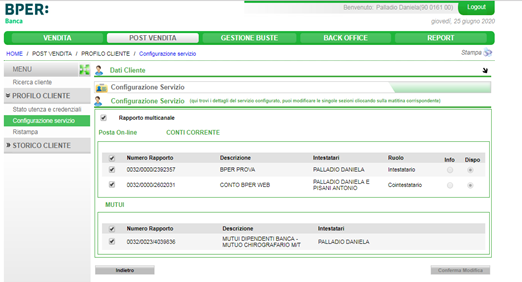 BPER:
Banca
Benvenuto: Palladio Daniela(90 0161 00)
Logout
giovedì, 25 giugno 2020
VENDITA
POST VENDITA
GESTIONE BUSTE
BACK OFFICE
REPORT
HOME / POST VENDITA / PROFILO CLIENTE / Configurazione servizio
Stampa
MENU
Ricerca cliente
PROFILO CLIENTE
Stato utenza e credenziali
Configurazione servizio
Ristampa
STORICO CLIENTE
Dati Cliente
Configurazione Servizio
Configurazione Servizio (qui trovi i dettagli del servizio configurato; puoi modificare le singole sezioni cliccando sulla matitina corrispondente)
Rapporto multicanale
Posta On-line CONTI CORRENTE
Numero Rapporto Descrizione Intestatari Ruolo Info Dispo
0032/0000/2392357 BPER PROVA PALLADIO DANIELA Intestatario
0032/0000/2602031 CONTO BPER WEB PALLADIO DANIELA E PISANI ANTONIO Cointestatario
MUTUI
Numero Rapporto Descrizione Intestatari
0032/0023/4039836 MUTUI DIPENDENTI BANCA - MUTUO CHIROGRAFARIO M/T PALLADIO DANIELA
Indietro
Conferma Modifica